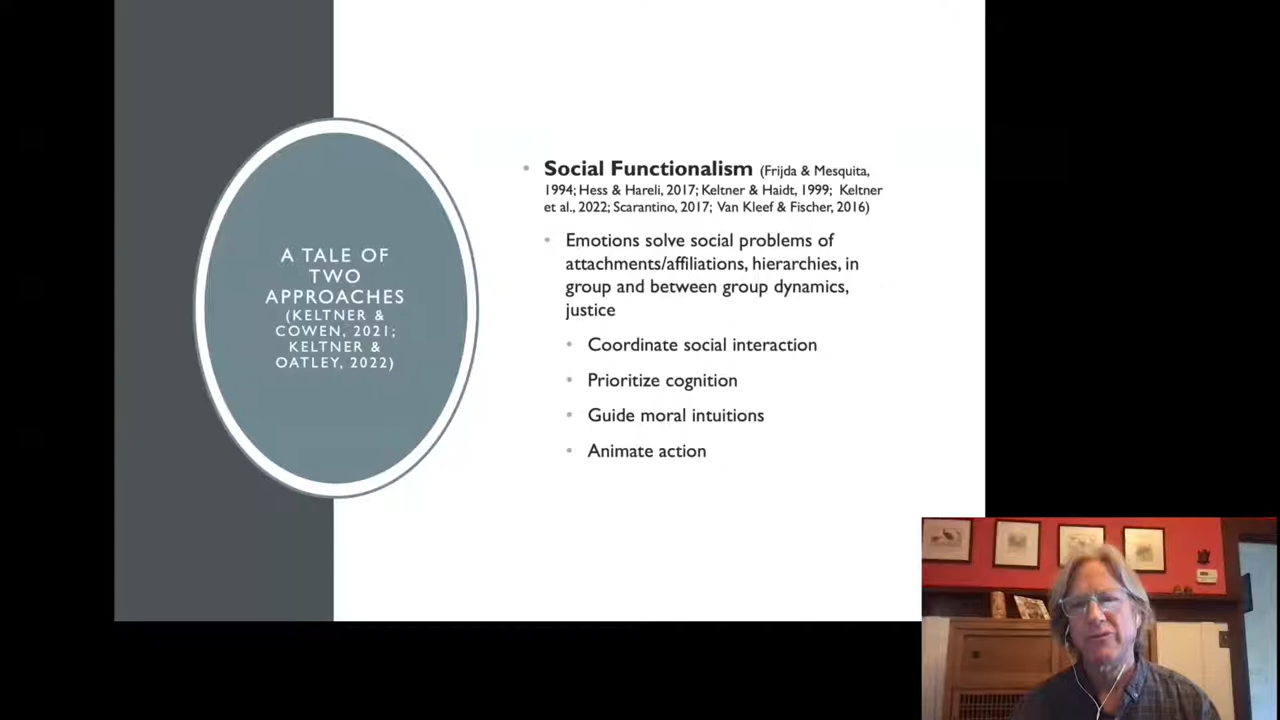 A TALE OF
TWO
APPROACHES
(KELTNER &
COWEN, 2021;
KELTNER &
OATLEY, 2022)
• Social Functionalism (Frijda & Mesquita,
1994; Hess & Hareli, 2017; Keltner & Haidt, 1999; Keltner
et al., 2022; Scarantino, 2017; Van Kleef & Fischer, 2016)
• Emotions solve social problems of
attachments/affiliations, hierarchies, in
group and between group dynamics,
justice
• Coordinate social interaction
• Prioritize cognition
• Guide moral intuitions
• Animate action